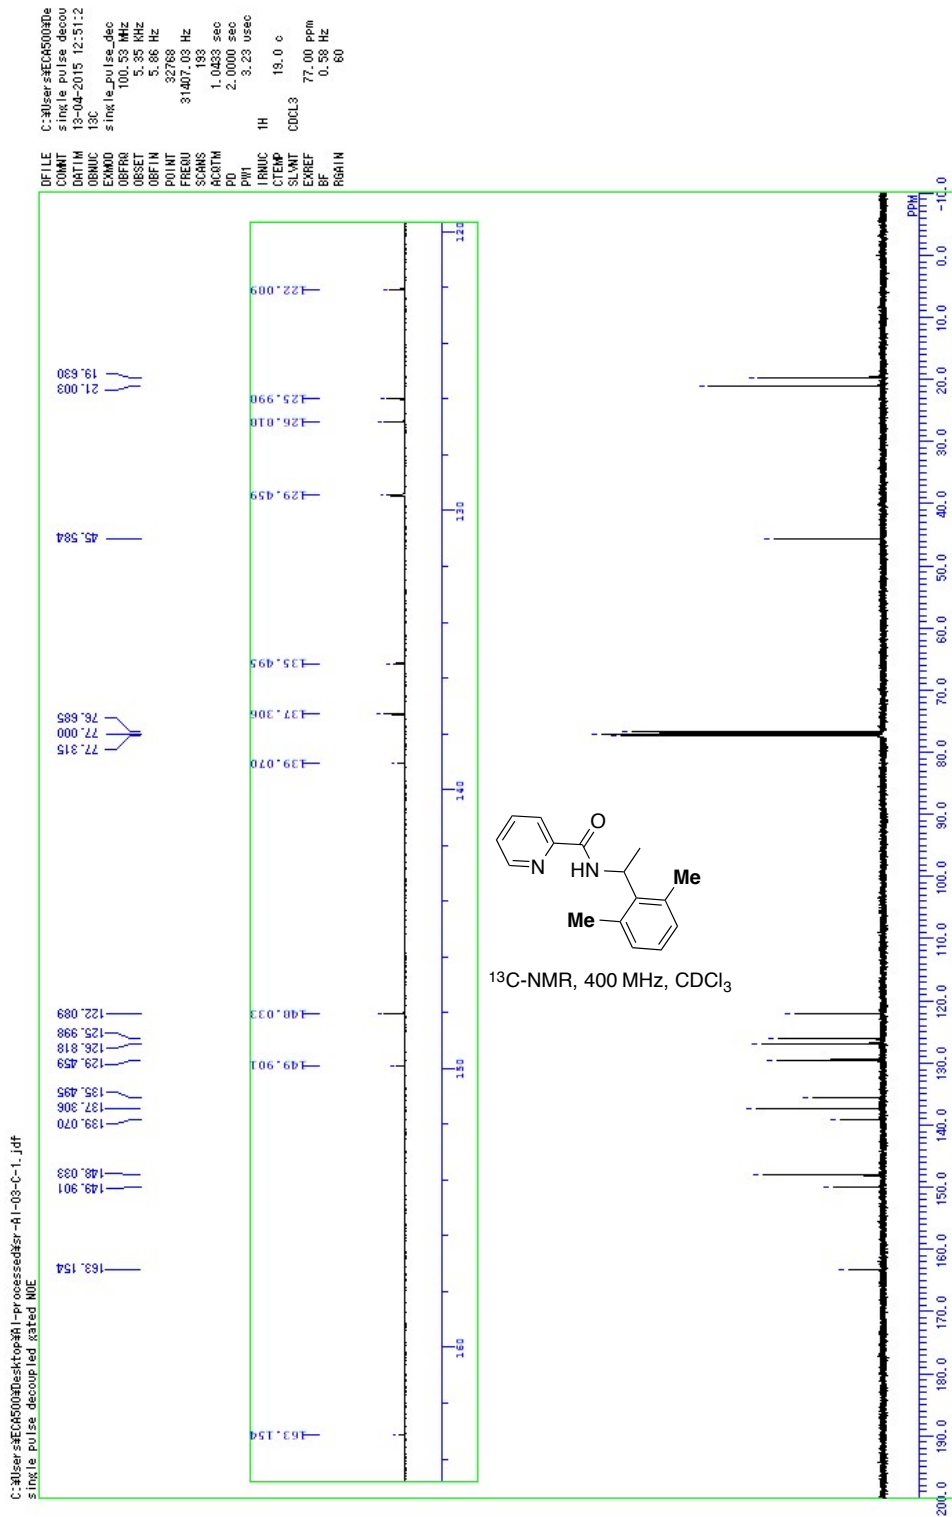 C:¥Users¥ECA500¥Desktop¥AI-processed¥sr-AI-03-C-1.jdf
single pulse decoupled gated NOE
DFILE C:¥Users¥ECA500¥De
COMNT single pulse decou
DATIM 13-04-2015 12:51:2
OBNUC 13C
EXMOD single_pulse_dec
OBFRQ 100.53 MHz
OBSET 5.35 KHz
OBFIN 5.86 Hz
POINT 32768
FREQU 31407.03 Hz
SCANS 193
ACQTM 1.0433 sec
PD 2.0000 sec
PW1 3.23 usec
IRNUC 1H
CTEMP 19.0 c
SLVNT CDCL3
EXREF 77.00 ppm
BF 0.58 Hz
RGAIN 60
163.154
149.901
148.033
139.070
137.306
135.495
129.459
126.818
125.998
122.089
77.315
77.000
76.685
45.584
21.003
19.630
163.154
149.901
148.033
139.070
137.306
135.495
129.459
126.818
125.998
122.089
160 150 140 130 120
N
HN
O
Me
Me
¹³C-NMR, 400 MHz, CDCl₃
PPM
200.0 190.0 180.0 170.0 160.0 150.0 140.0 130.0 120.0 110.0 100.0 90.0 80.0 70.0 60.0 50.0 40.0 30.0 20.0 10.0 0.0 -10.0